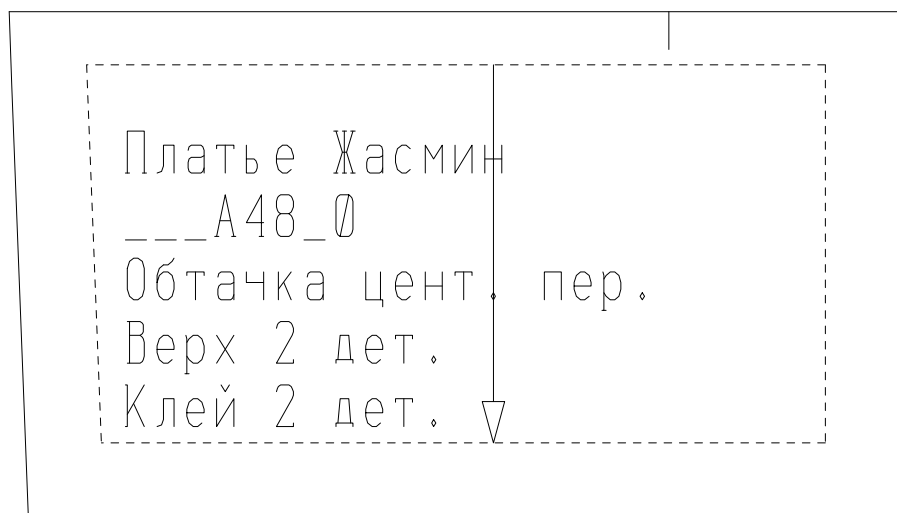 Платье Жасмин
___А48_0
Обтачка цент. пер.
Верх 2 дет.
Клей 2 дет.